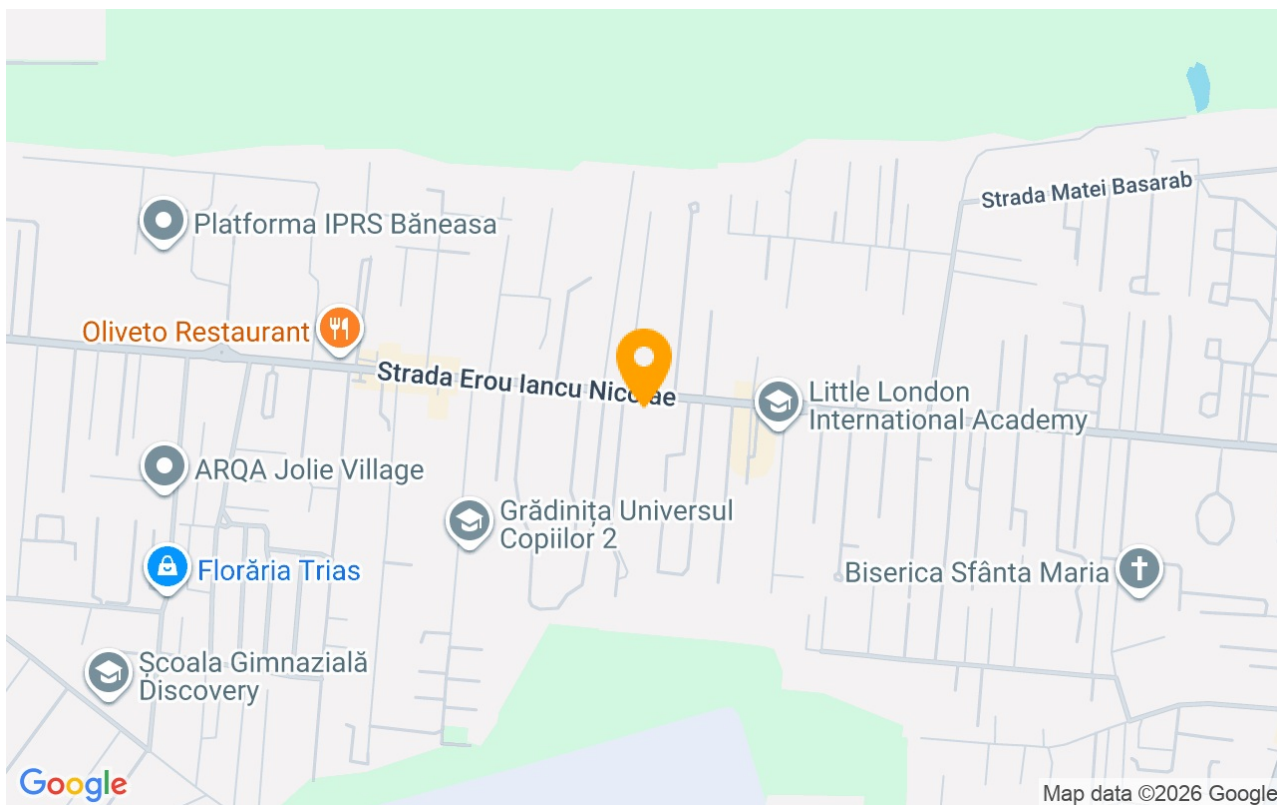 Strada Matei Basarab
Platforma IPRS Băneasa
Oliveto Restaurant
Strada Erou Iancu Nicolae
Little London
International Academy
ARQA Jolie Village
Grădinița Universul
Copiilor 2
Florăria Trias
Biserica Sfânta Maria
Școala Gimnazială
Discovery
Google
Map data ©2026 Google